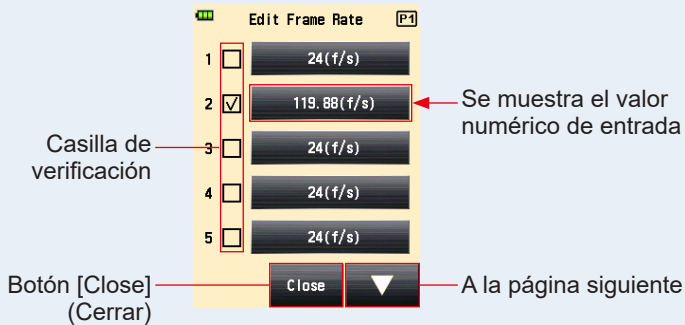 Edit Frame Rate P1
1 24(f/s)
2 119.88(f/s)
Se muestra el valor
numérico de entrada
Casilla de
verificación
3 24(f/s)
4 24(f/s)
5 24(f/s)
Botón [Close]
(Cerrar)
Close
A la página siguiente